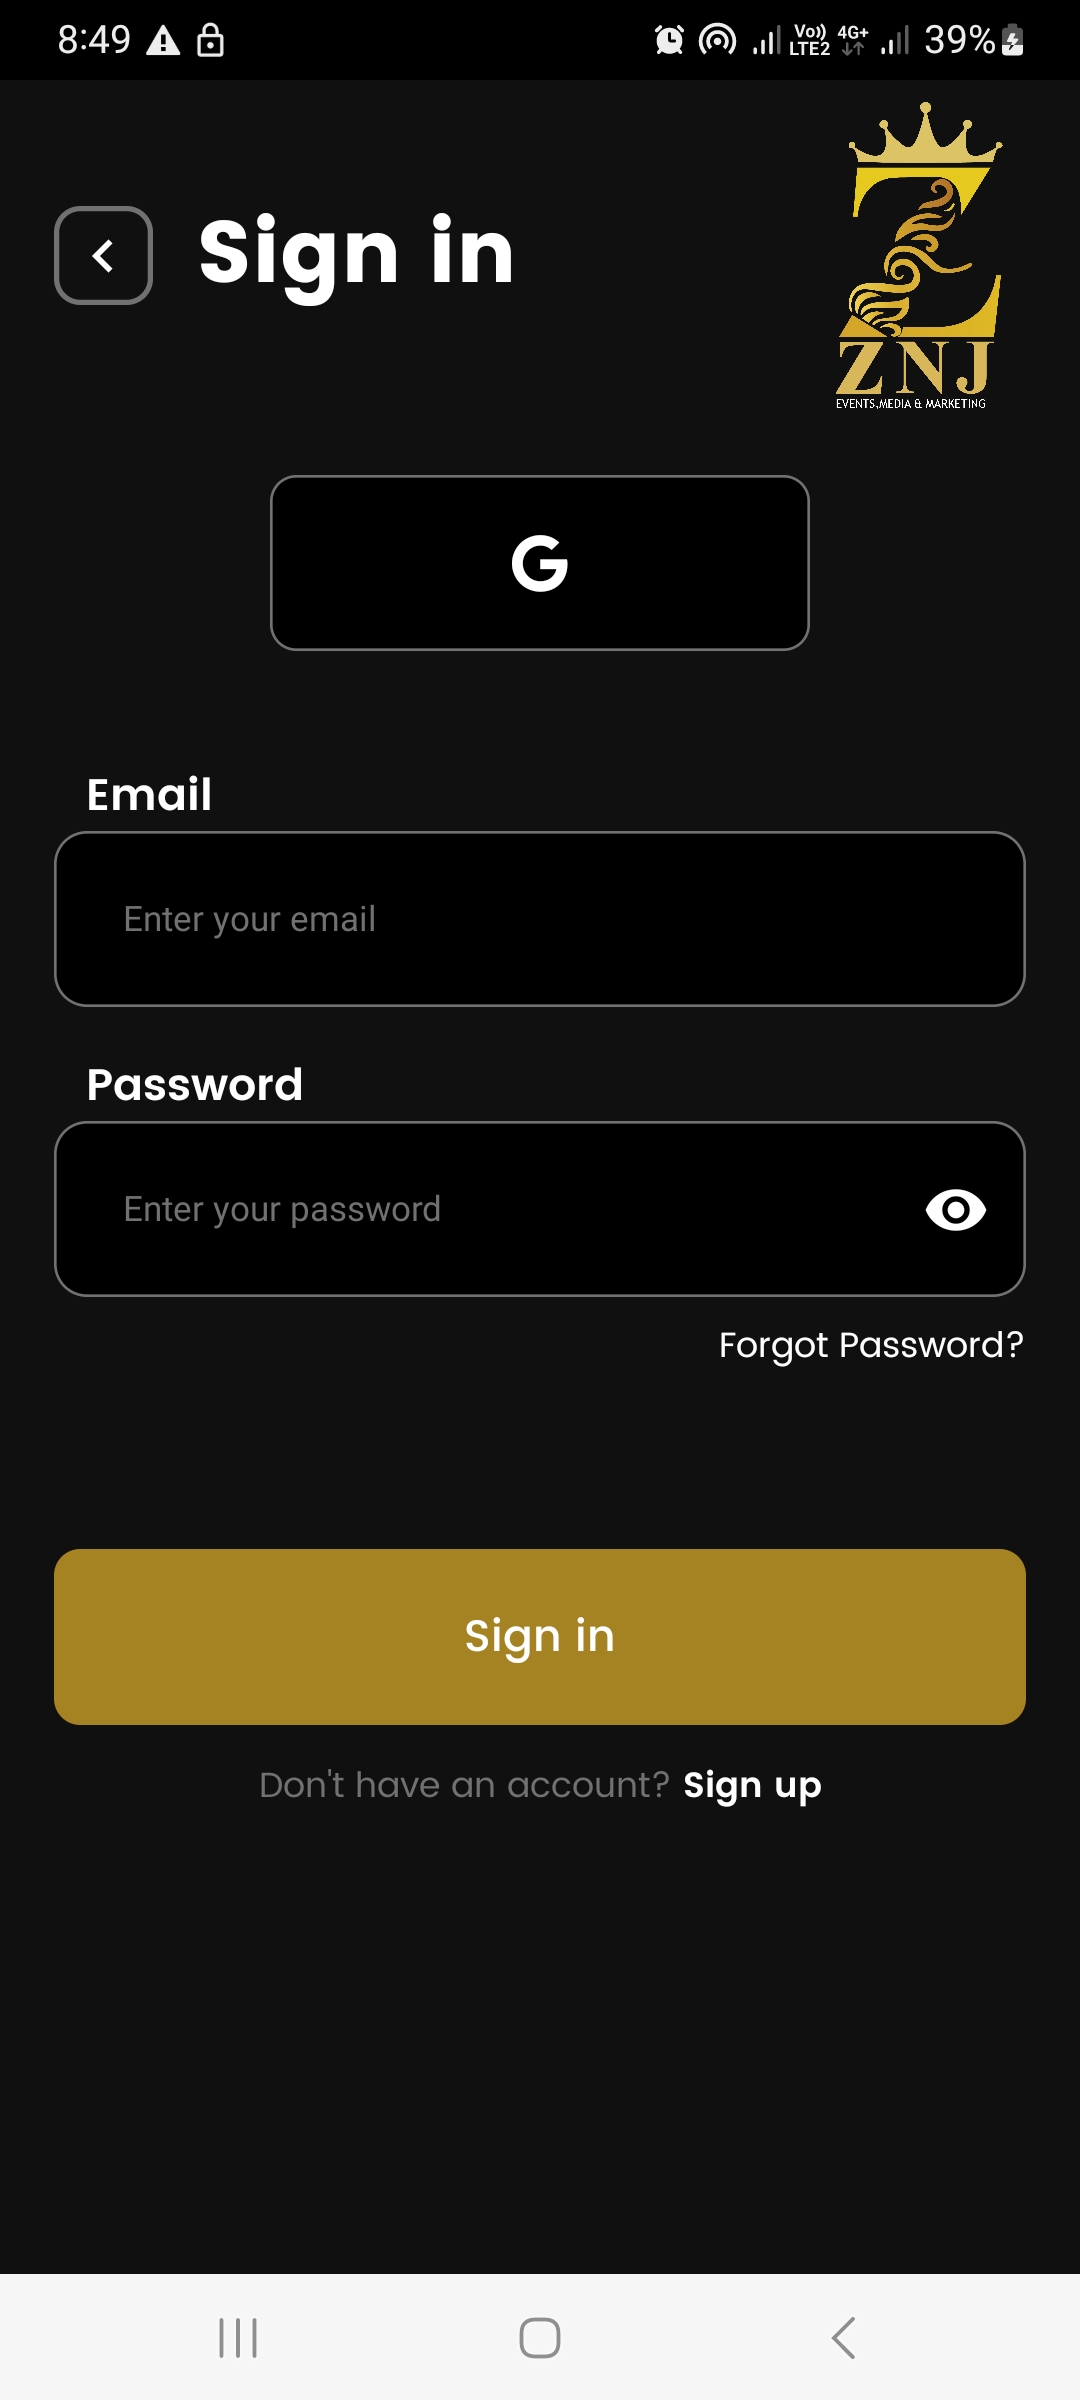 8:49
Vo)) LTE2 4G+ 39%
Sign in
Z
ZNJ
EVENTS,MEDIA & MARKETING
G
Email
Enter your email
Password
Enter your password
Forgot Password?
Sign in
Don't have an account? Sign up